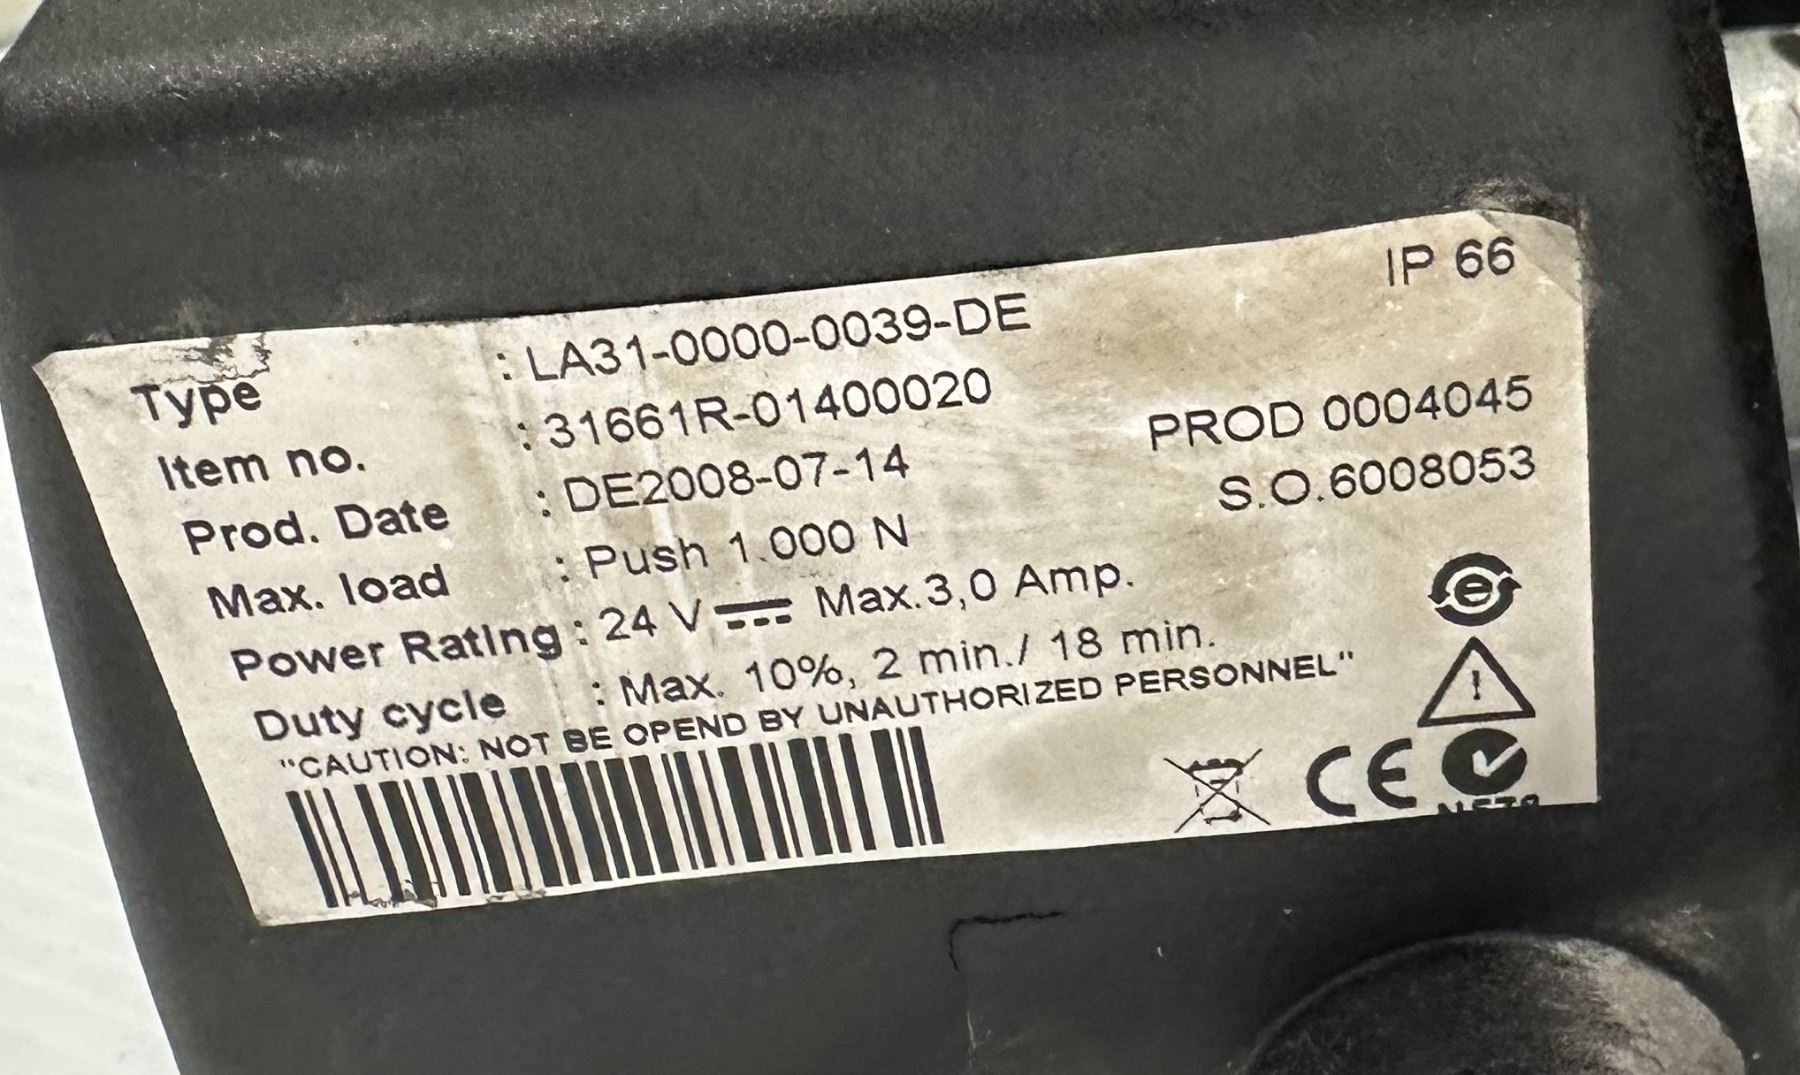 IP 66
Type : LA31-0000-0039-DE
Item no. : 31661R-01400020
Prod. Date : DE2008-07-14 PROD 0004045
Max. load : Push 1.000 N S.O.6008053
Power Rating : 24 V Max.3,0 Amp.
Duty cycle : Max. 10%, 2 min./ 18 min.
"CAUTION: NOT BE OPEND BY UNAUTHORIZED PERSONNEL"
CE